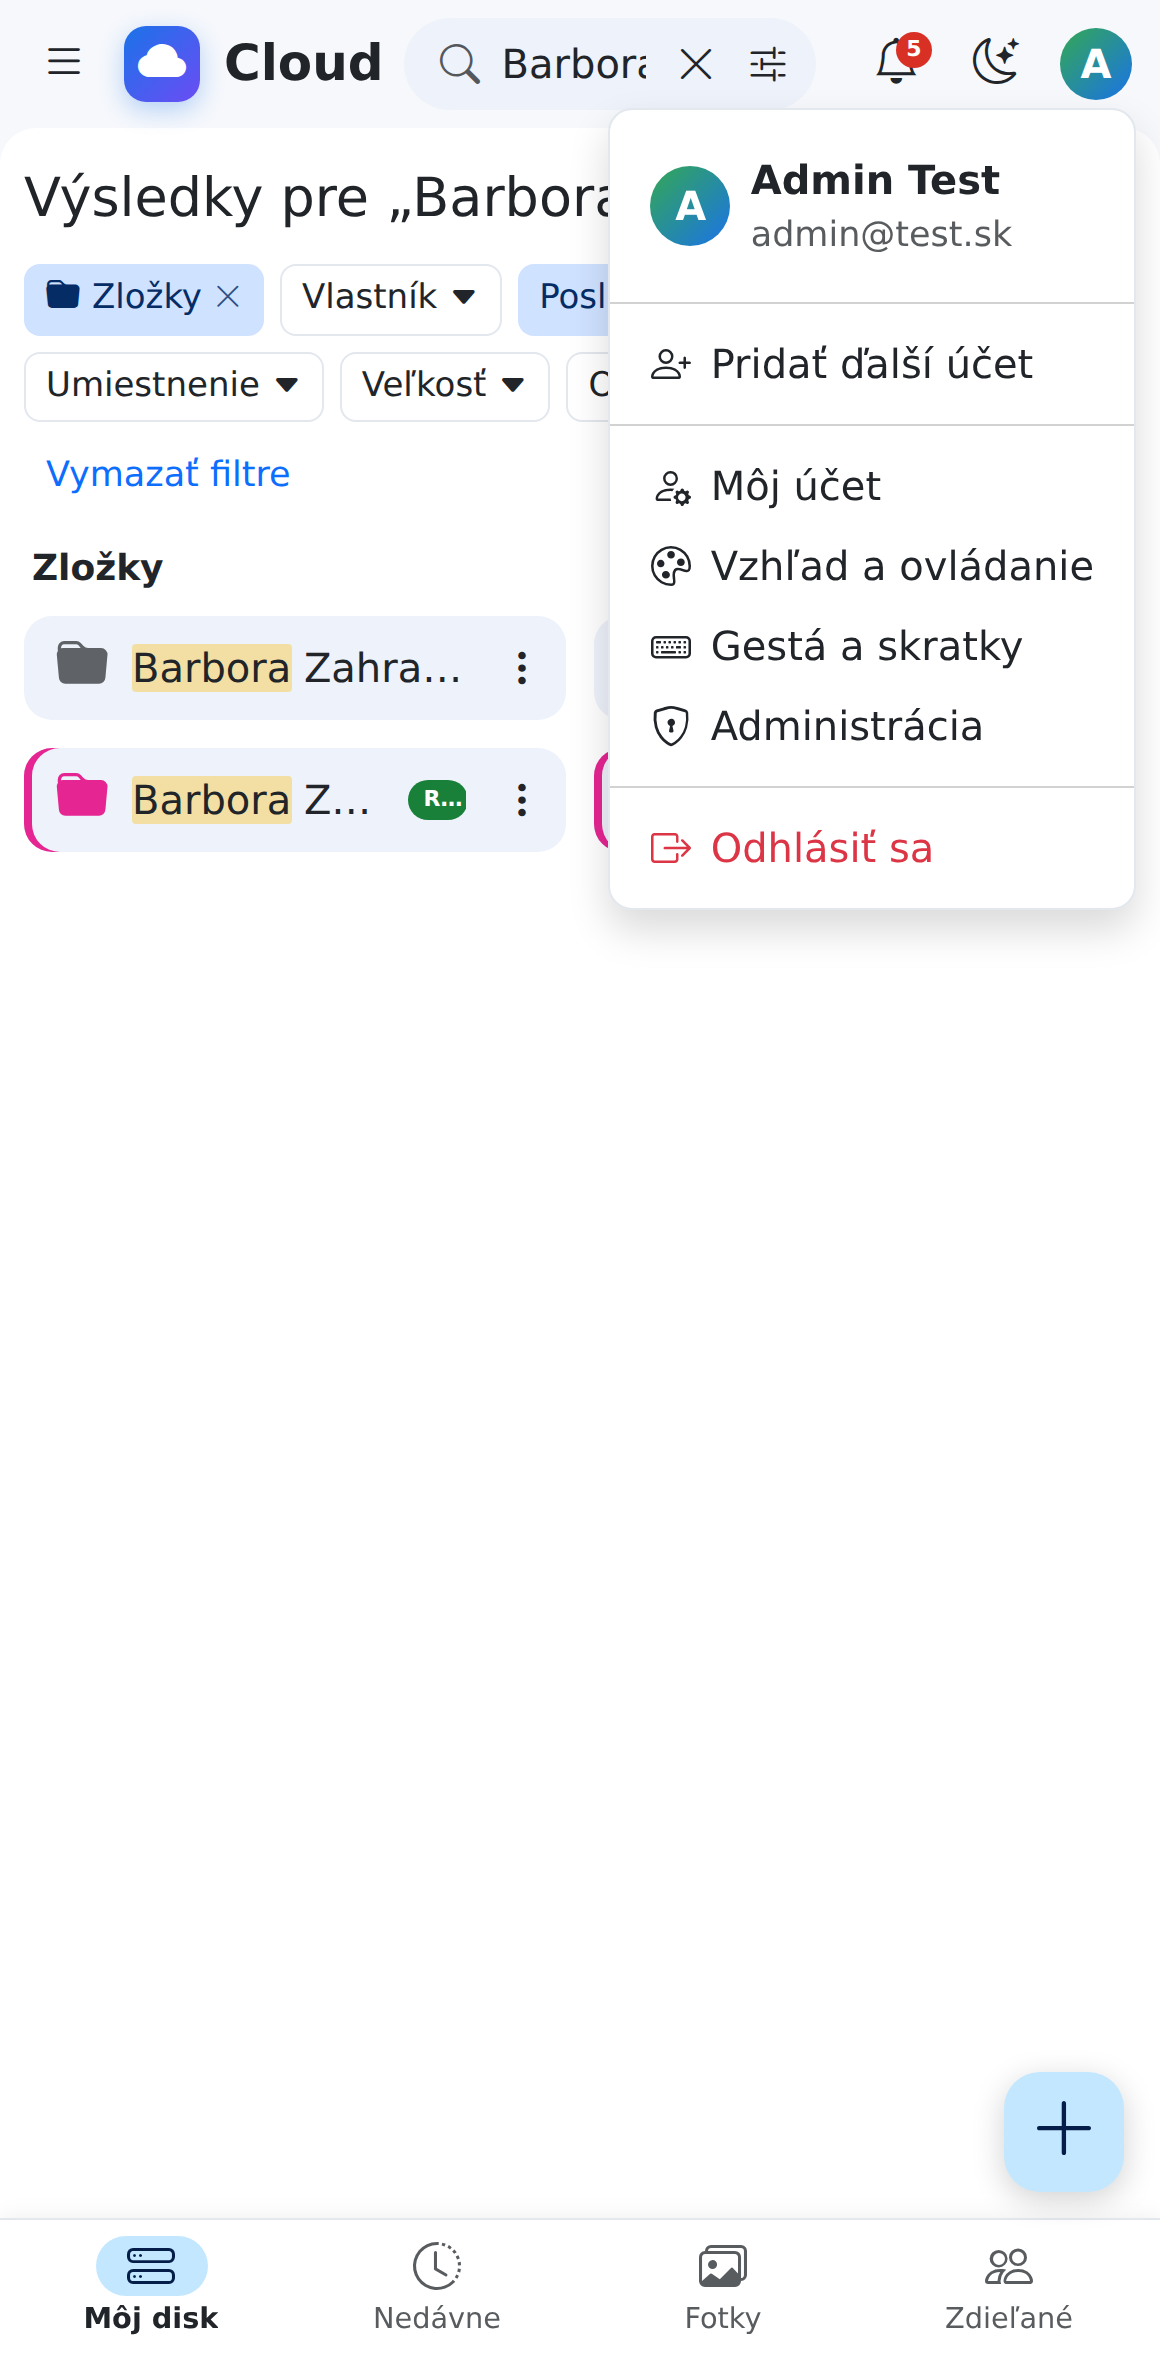 Cloud
Barbora
5
A
Výsledky pre „Barbora
A
Admin Test
admin@test.sk
Zložky
Vlastník
Posl
Umiestnenie
Veľkosť
Vymazať filtre
Pridať ďalší účet
Môj účet
Vzhľad a ovládanie
Gestá a skratky
Administrácia
Odhlásiť sa
Zložky
Barbora Zahra...
Barbora Z... R...
Môj disk
Nedávne
Fotky
Zdieľané